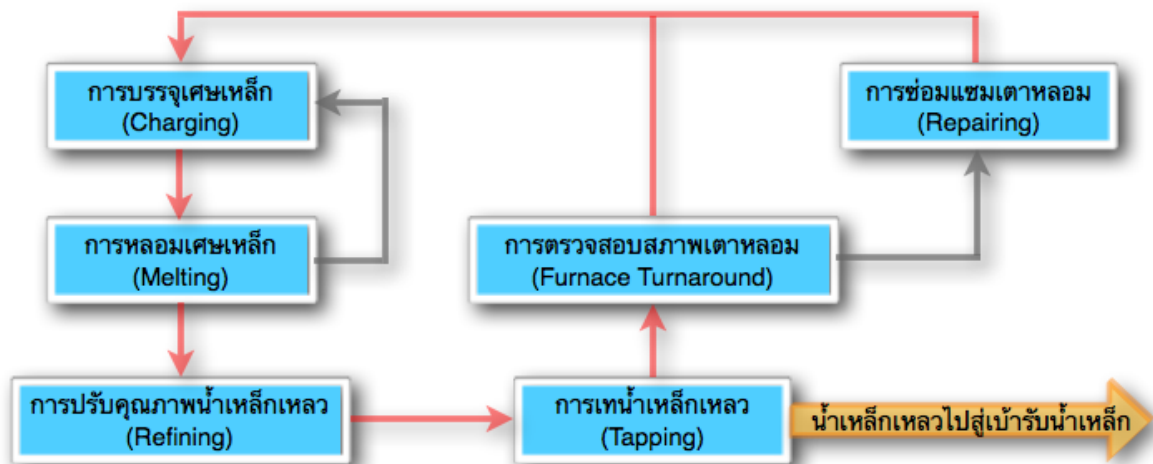 การบรรจุเศษเหล็ก
(Charging)
การซ่อมแซมเตาหลอม
(Repairing)
การหลอมเศษเหล็ก
(Melting)
การตรวจสอบสภาพเตาหลอม
(Furnace Turnaround)
การปรับคุณภาพน้ำเหล็กเหลว
(Refining)
การเทน้ำเหล็กเหลว
(Tapping)
น้ำเหล็กเหลวไปสู่เบ้ารับน้ำเหล็ก